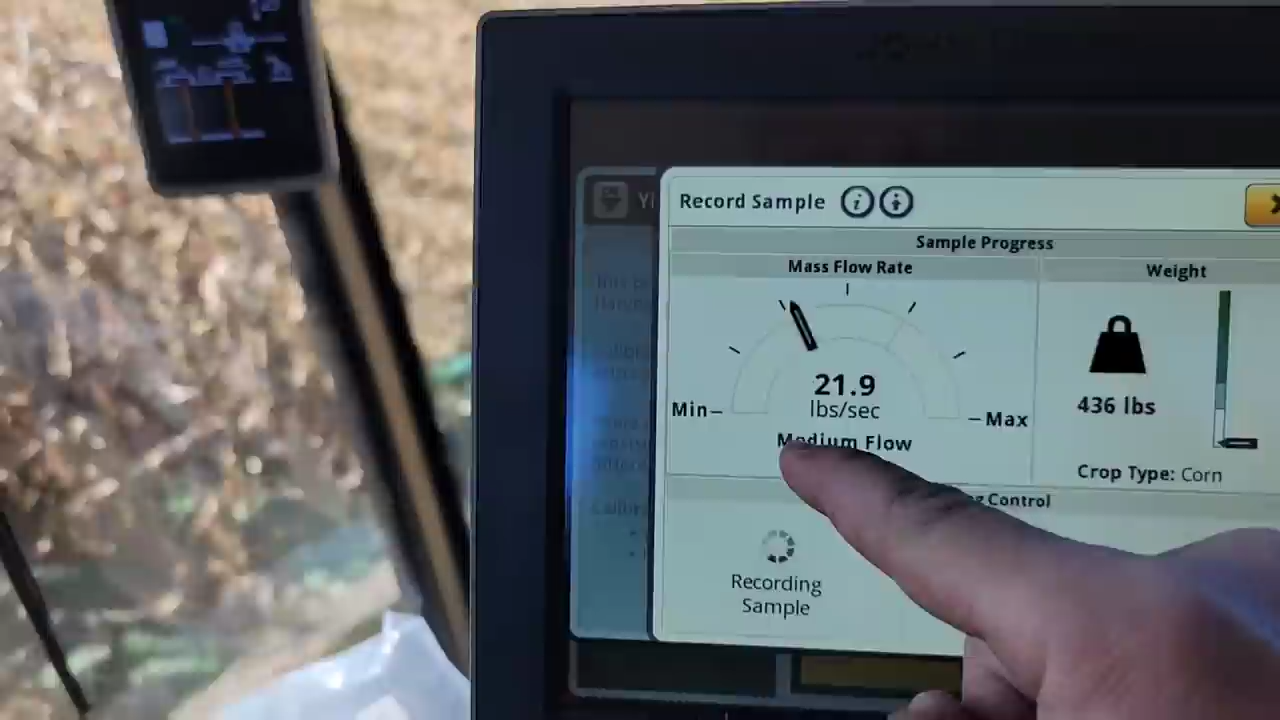 Yi
Record Sample
Sample Progress
Mass Flow Rate
Weight
21.9
lbs/sec
Min
Max
Medium Flow
436 lbs
Crop Type: Corn
g Control
Recording
Sample